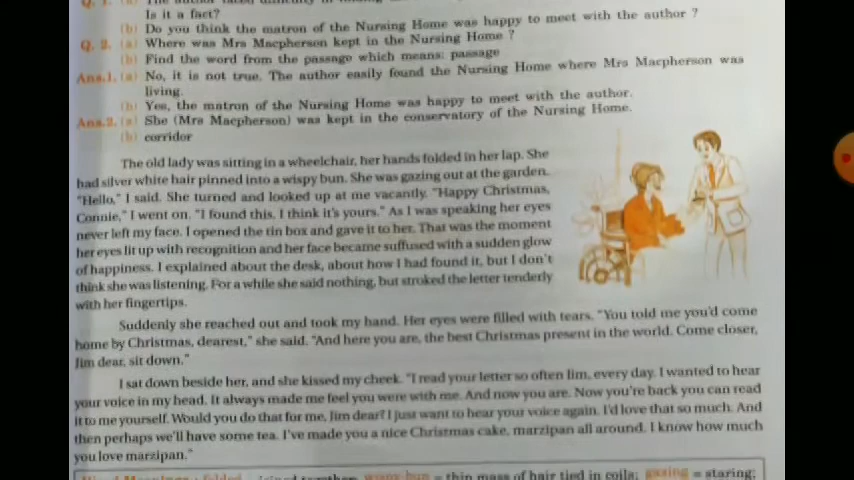 Is it a fact?
(b) Do you think the matron of the Nursing Home was happy to meet with the author ?
Q. 2. (a) Where was Mrs Macpherson kept in the Nursing Home ?
(b) Find the word from the passage which means: passage
Ans.1. (a) No, it is not true. The author easily found the Nursing Home where Mrs Macpherson was
living.
(b) Yes, the matron of the Nursing Home was happy to meet with the author.
Ans.2. (a) She (Mrs Macpherson) was kept in the conservatory of the Nursing Home.
(b) corridor
The old lady was sitting in a wheelchair, her hands folded in her lap. She
had silver white hair pinned into a wispy bun. She was gazing out at the garden.
"Hello," I said. She turned and looked up at me vacantly. "Happy Christmas,
Connie," I went on. "I found this. I think it's yours." As I was speaking her eyes
never left my face. I opened the tin box and gave it to her. That was the moment
her eyes lit up with recognition and her face became suffused with a sudden glow
of happiness. I explained about the desk, about how I had found it, but I don't
think she was listening. For a while she said nothing, but stroked the letter tenderly
with her fingertips.
Suddenly she reached out and took my hand. Her eyes were filled with tears. "You told me you'd come
home by Christmas, dearest," she said. "And here you are, the best Christmas present in the world. Come closer,
Jim dear, sit down."
I sat down beside her, and she kissed my cheek. "I read your letter so often Jim, every day. I wanted to hear
your voice in my head. It always made me feel you were with me. And now you are. Now you're back you can read
it to me yourself. Would you do that for me, Jim dear? I just want to hear your voice again. I'd love that so much. And
then perhaps we'll have some tea. I've made you a nice Christmas cake, marzipan all around. I know how much
you love marzipan."
wispy bun = thin mass of hair tied in coils; gazing = staring;